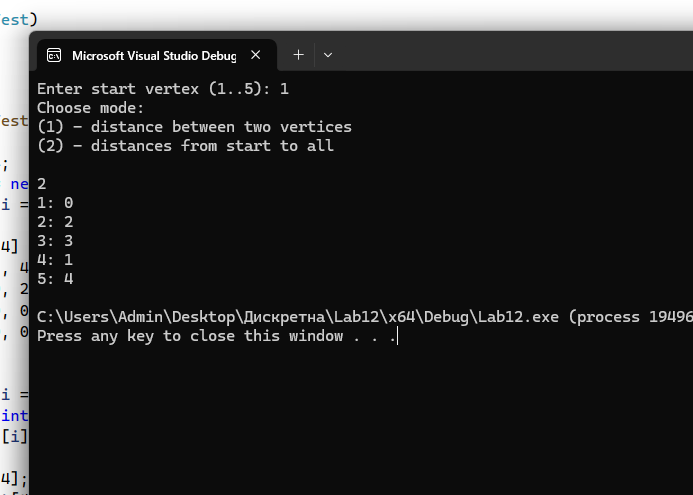 est)
Microsoft Visual Studio Debug
Enter start vertex (1..5): 1
Choose mode:
(1) - distance between two vertices
(2) - distances from start to all
2
1: 0
2: 2
3: 3
4: 1
5: 4
C:\Users\Admin\Desktop\Дискретна\Lab12\x64\Debug\Lab12.exe (process 19496
Press any key to close this window . . .
est
;
ne
i =
4]
, 4
, 2
, 0
, 0
i =
int
[i]
4];